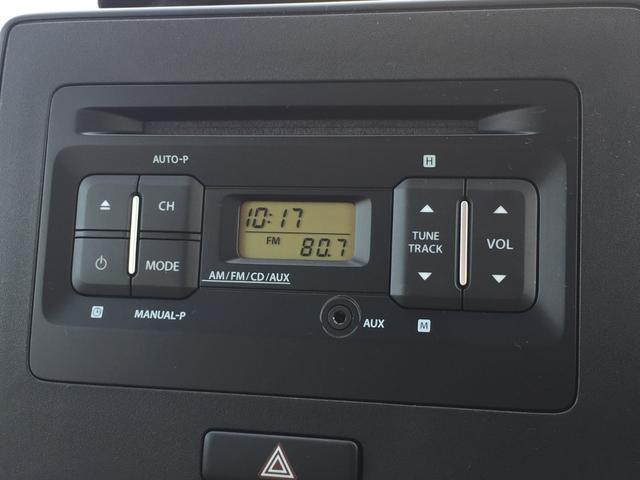 AUTO-P
H
CH
10:17
FM 80.7
TUNE
TRACK
VOL
MODE
AM/FM/CD/AUX
MANUAL-P
AUX
M